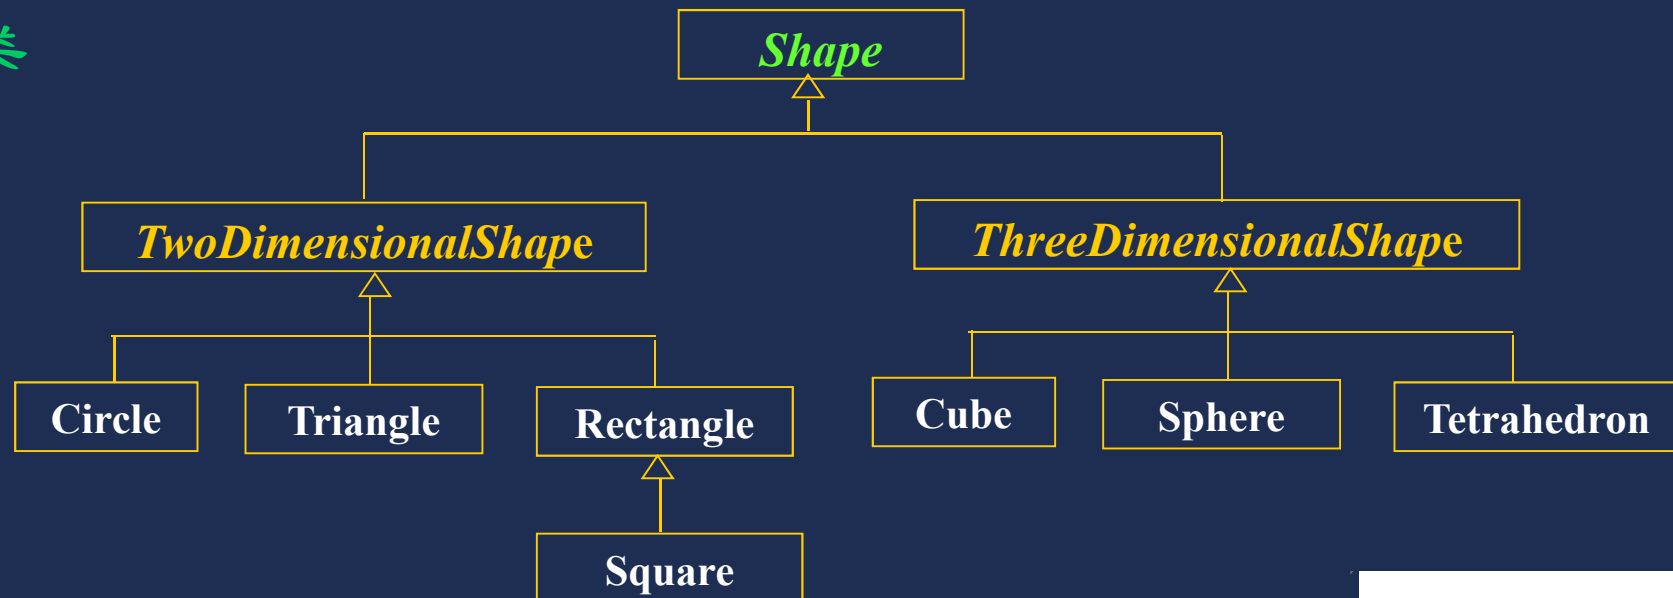 Shape
TwoDimensionalShape
ThreeDimensionalShape
Circle
Triangle
Rectangle
Cube
Sphere
Tetrahedron
Square